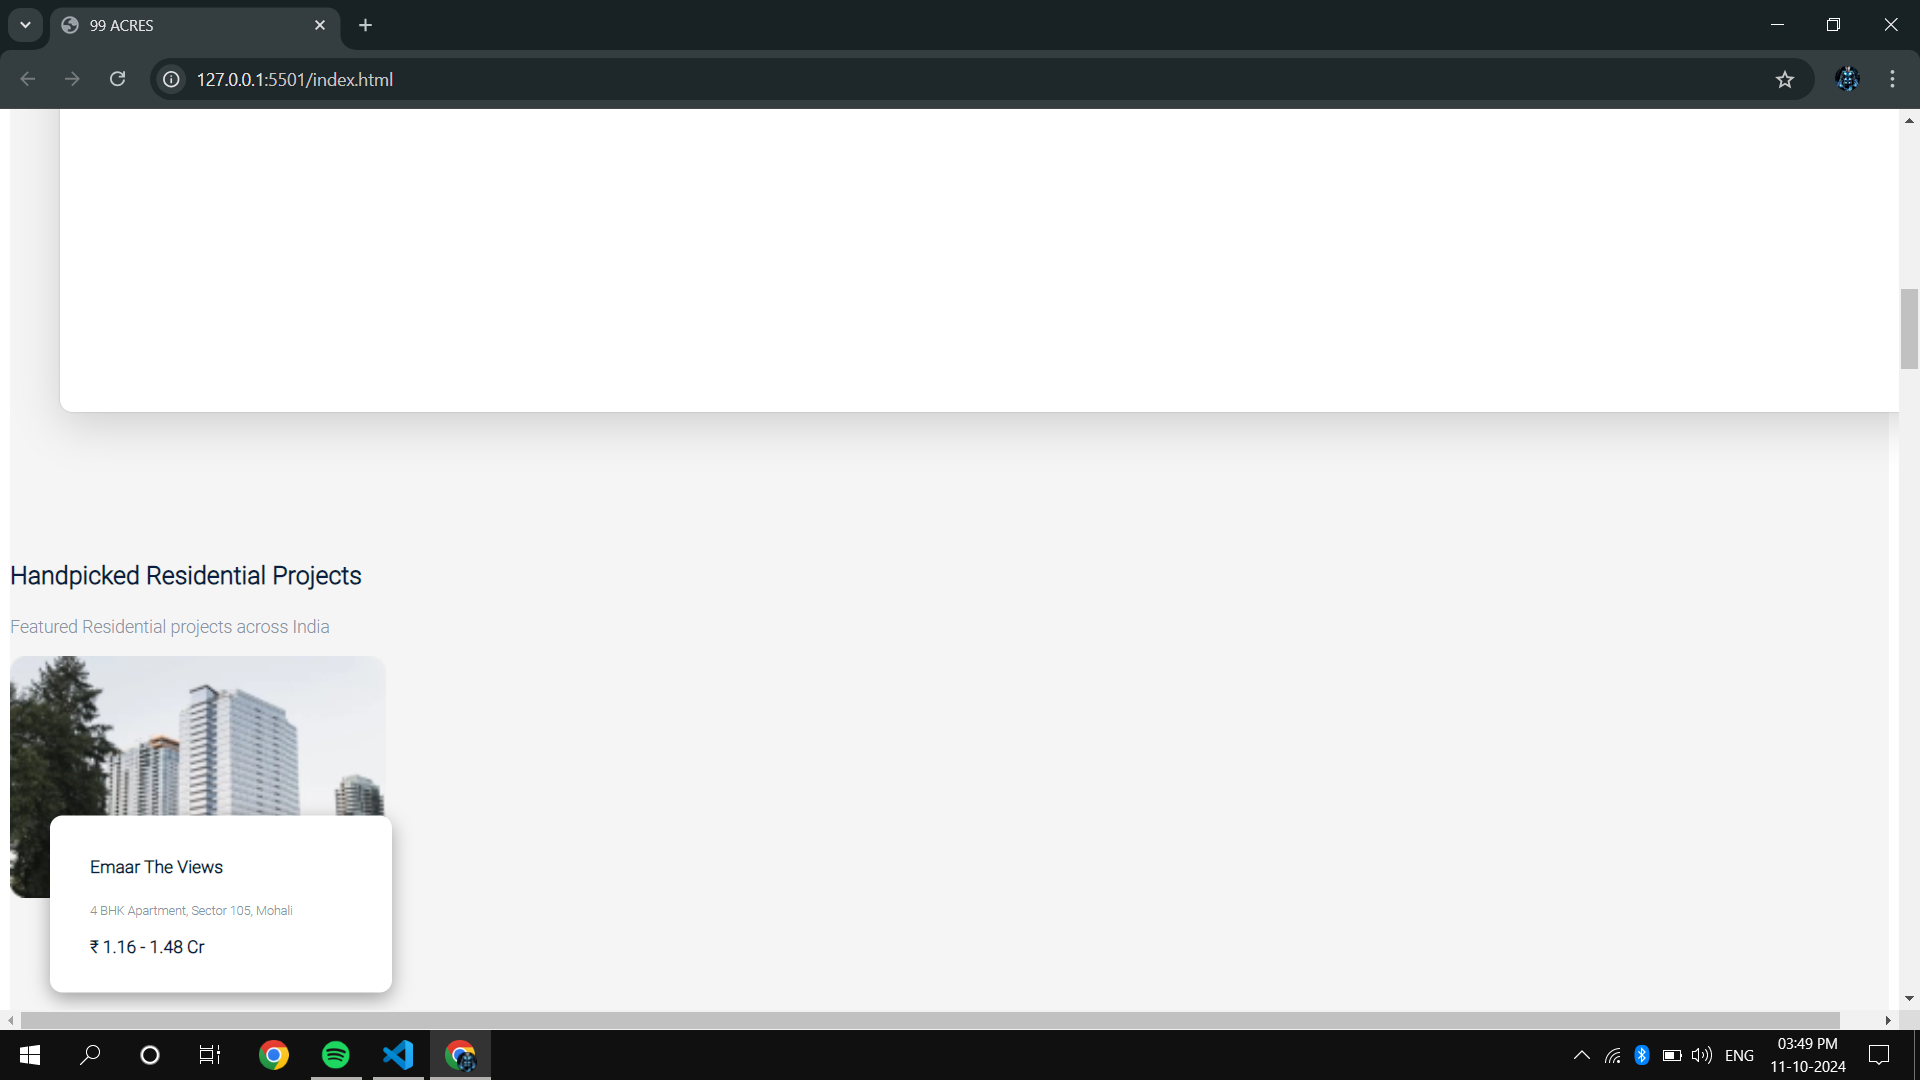 99 ACRES
127.0.0.1:5501/index.html
Handpicked Residential Projects
Featured Residential projects across India
Emaar The Views
4 BHK Apartment, Sector 105, Mohali
₹ 1.16 - 1.48 Cr
ENG
03:49 PM
11-10-2024